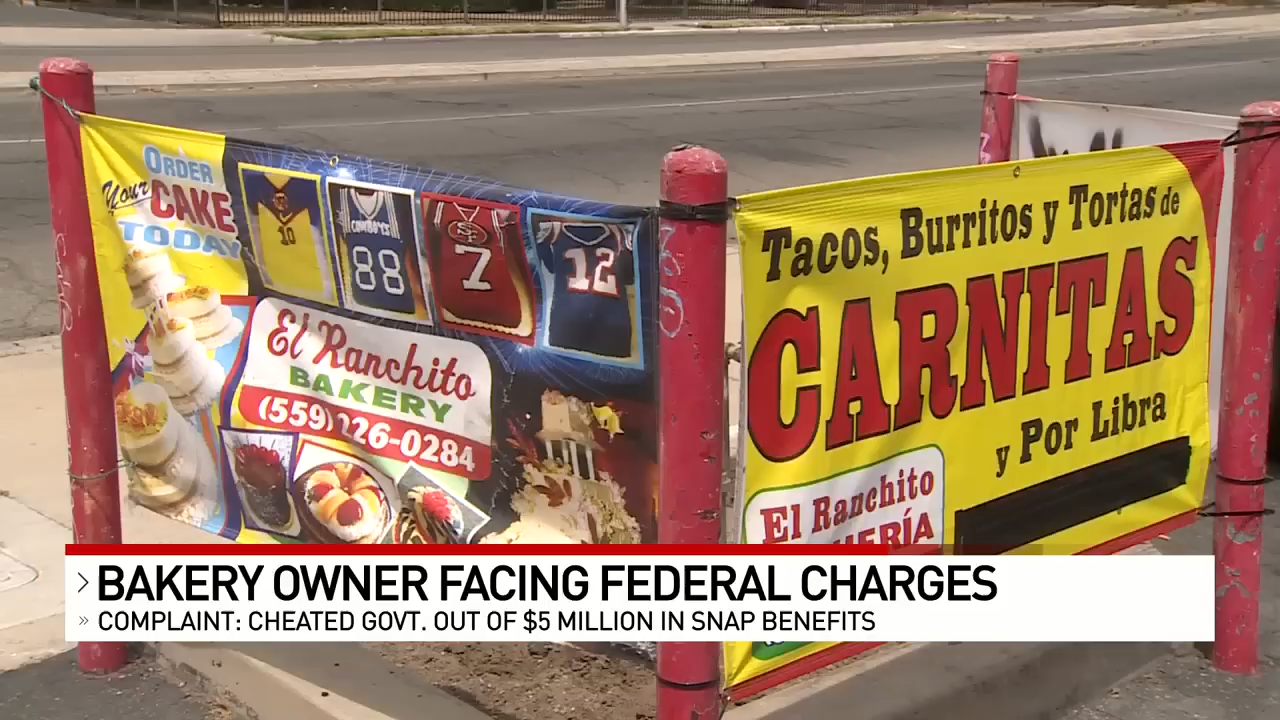 ORDER
Your
CAKE
TODAY
10
COWBOYS
88
SF
7
12
El Ranchito
BAKERY
(559) 26-0284
Tacos, Burritos y Tortas de
CARNITAS
y Por Libra
El Ranchito
BAKERY OWNER FACING FEDERAL CHARGES
COMPLAINT: CHEATED GOVT. OUT OF $5 MILLION IN SNAP BENEFITS